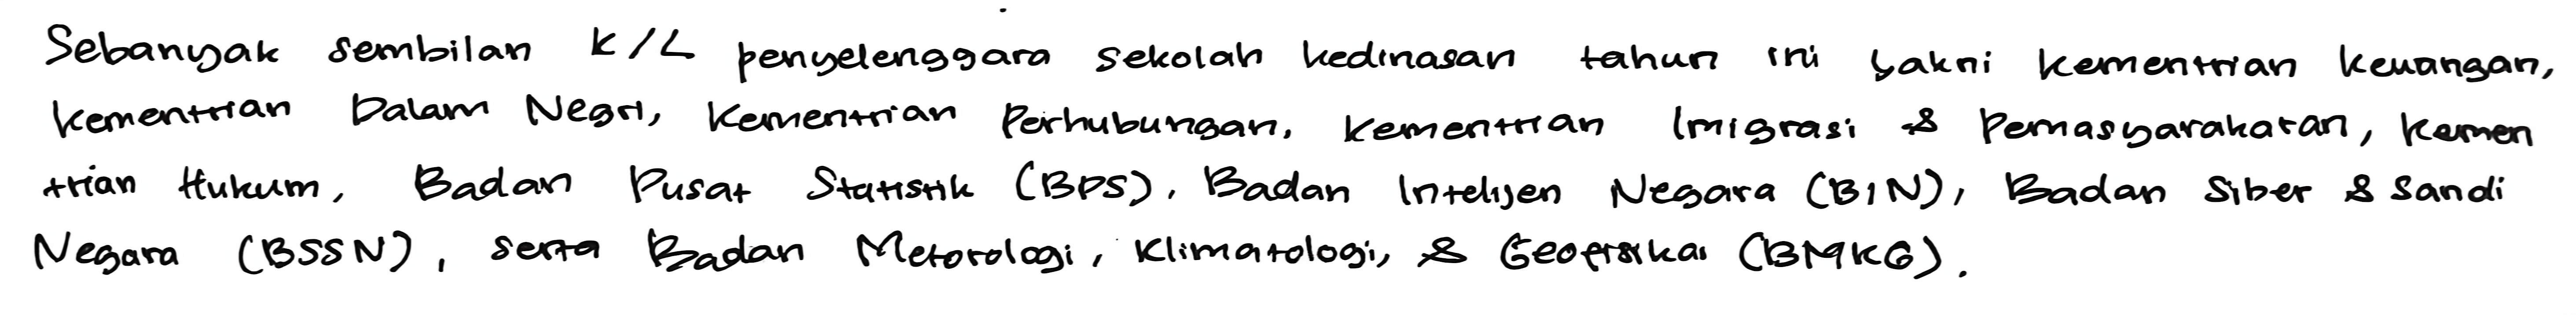 Sebanyak sembilan K/L penyelenggara sekolah kedinasan tahun ini yakni kementrian keuangan,
kementrian Dalam Negri, Kementrian Perhubungan, kementrian Imigrasi & Pemasyarakatan, kemen
trian Hukum, Badan Pusat Statistik (BPS), Badan Intelijen Negara (BIN), Badan Siber & Sandi
Negara (BSSN), serta Badan Metorologi, Klimatologi, & Geofisika (BMKG).